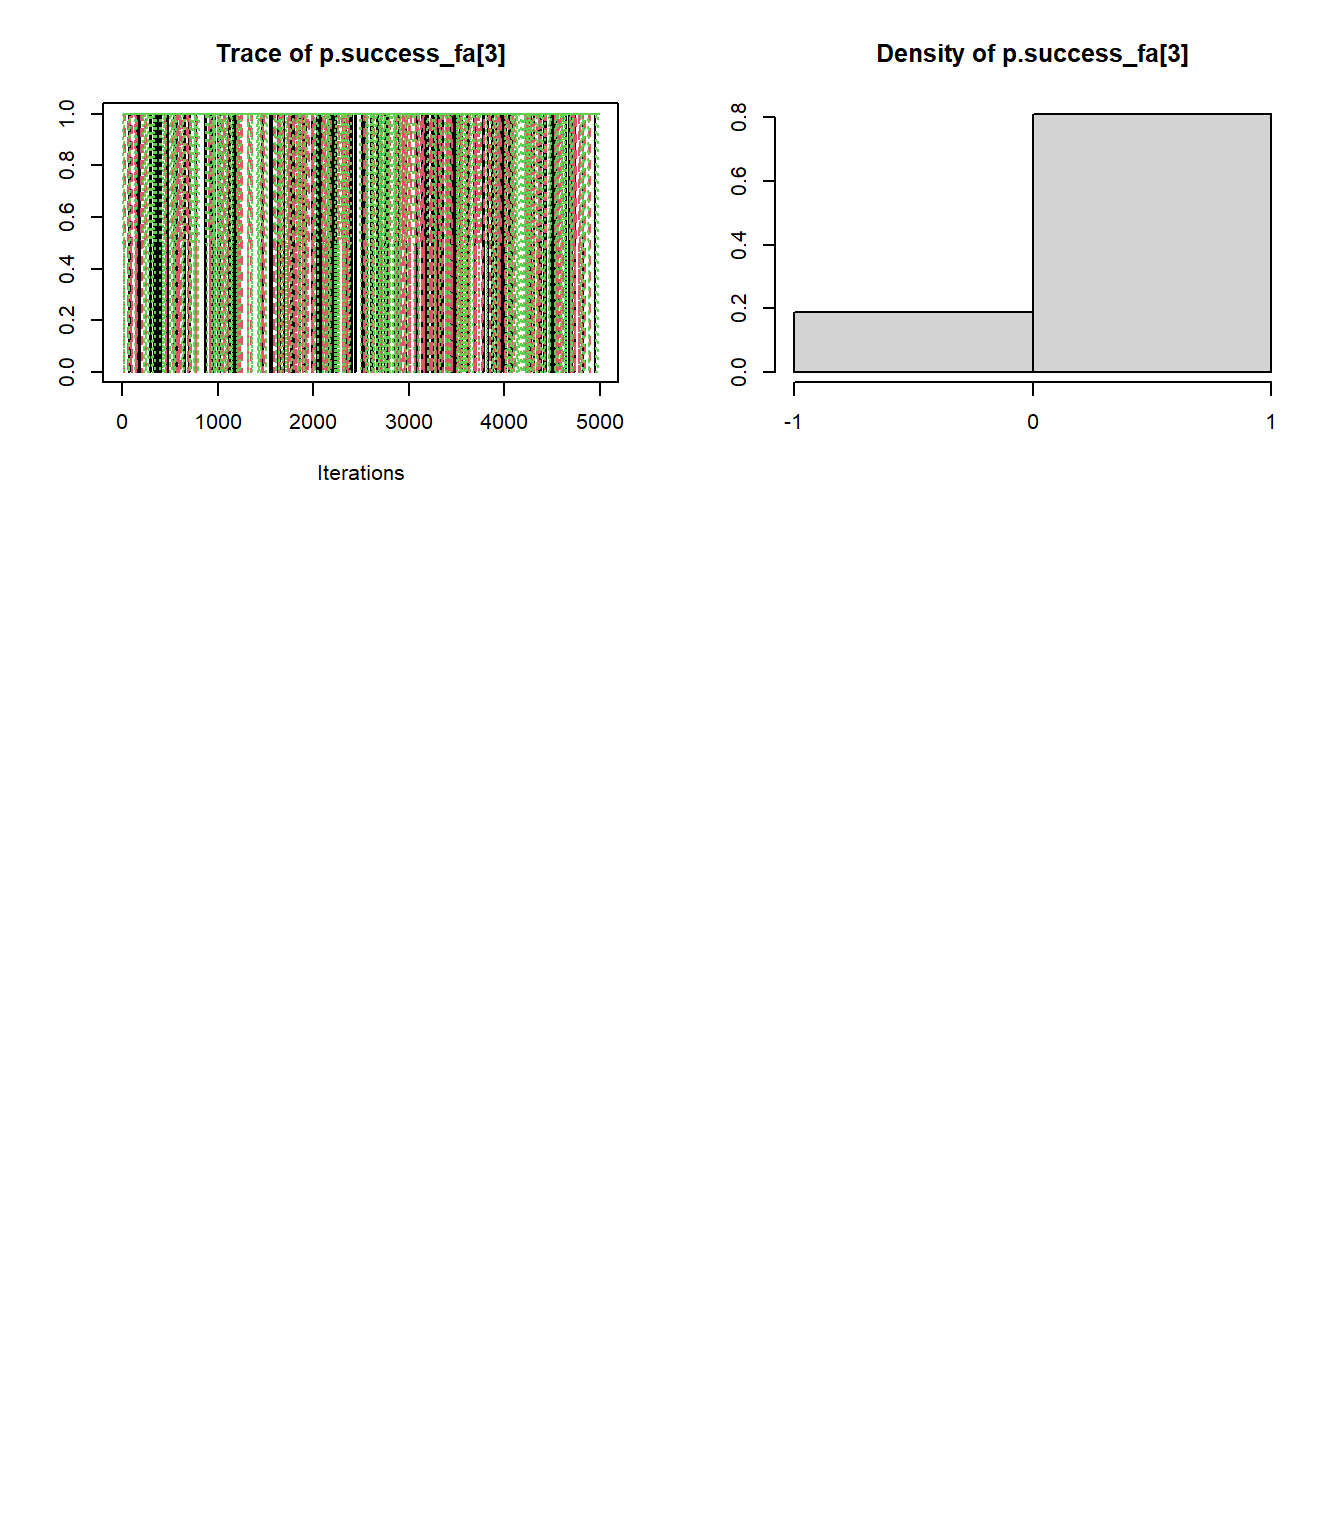 Trace of p.success_fa[3]
0.0 0.2 0.4 0.6 0.8 1.0
0 1000 2000 3000 4000 5000
Iterations
Density of p.success_fa[3]
0.0 0.2 0.4 0.6 0.8
-1 0 1